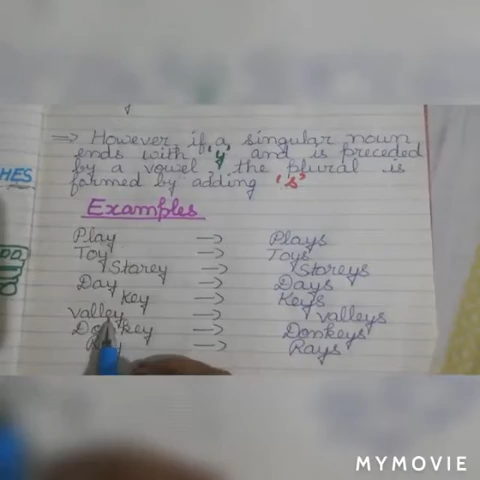 ⇒ However, if a singular noun
ends with 'y' and is preceded
by a vowel, the plural is
formed by adding 's'
HES
Examples
Play → Plays
Toy → Toys
Storey → Storeys
Day → Days
Key → Keys
Valley → Valleys
Donkey → Donkeys
Ray → Rays
MYMOVIE